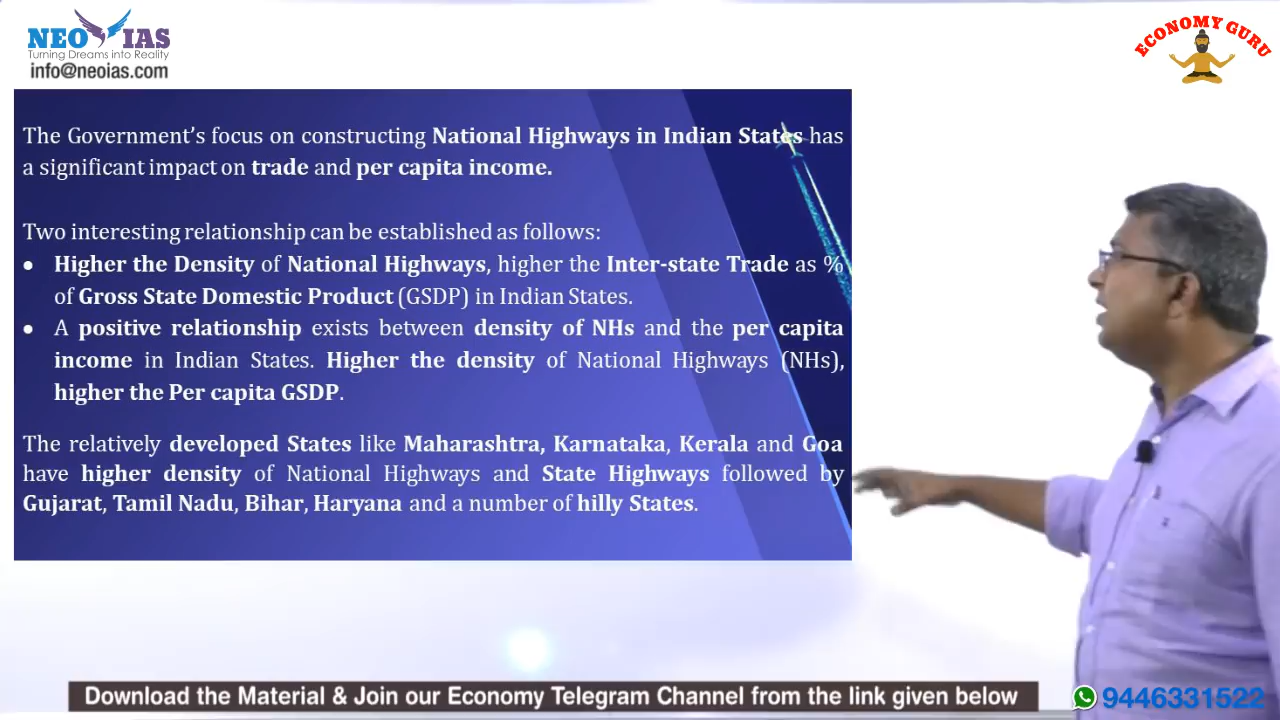 NEO IAS
Turning Dreams into Reality
info@neoias.com
ECONOMY GURU
The Government’s focus on constructing National Highways in Indian States has
a significant impact on trade and per capita income.
Two interesting relationship can be established as follows:
• Higher the Density of National Highways, higher the Inter-state Trade as %
of Gross State Domestic Product (GSDP) in Indian States.
• A positive relationship exists between density of NHs and the per capita
income in Indian States. Higher the density of National Highways (NHs),
higher the Per capita GSDP.
The relatively developed States like Maharashtra, Karnataka, Kerala and Goa
have higher density of National Highways and State Highways followed by
Gujarat, Tamil Nadu, Bihar, Haryana and a number of hilly States.
Download the Material & Join our Economy Telegram Channel from the link given below
9446331522